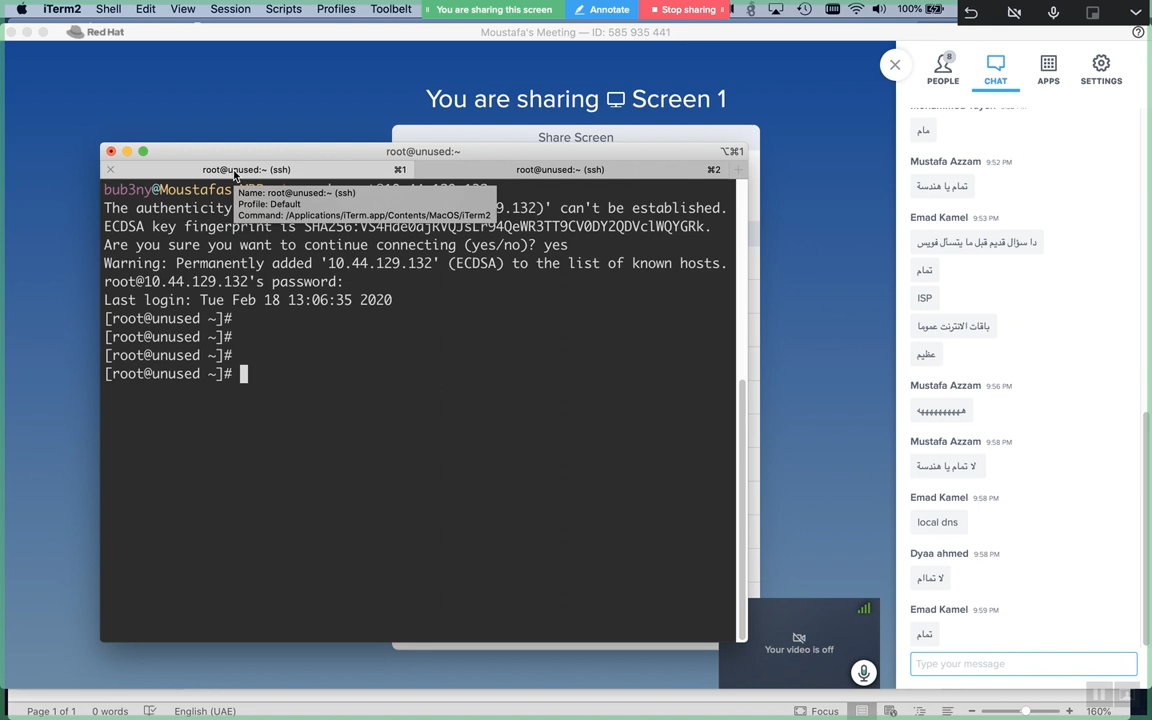 iTerm2 Shell Edit View Session Scripts Profiles Toolbelt
You are sharing this screen Annotate Stop sharing
100%
Red Hat
Moustafa's Meeting — ID: 585 935 441
PEOPLE 8 CHAT APPS SETTINGS
You are sharing Screen 1
Share Screen
root@unused:~ ⌥⌘1
root@unused:~ (ssh) ⌘1 root@unused:~ (ssh) ⌘2
bub3ny@Moustafas
Name: root@unused:~ (ssh)
Profile: Default
Command: /Applications/iTerm.app/Contents/MacOS/iTerm2
The authenticity 9.132)' can't be established.
ECDSA key fingerprint is
Are you sure you want to continue connecting (yes/no)? yes
Warning: Permanently added '10.44.129.132' (ECDSA) to the list of known hosts.
root@10.44.129.132's password:
Last login: Tue Feb 18 13:06:35 2020
[root@unused ~]#
[root@unused ~]#
[root@unused ~]#
[root@unused ~]#
مام
Mustafa Azzam 9:52 PM
تمام يا هندسة
Emad Kamel 9:53 PM
دا سؤال قديم قبل ما يتسأل فويس
تمام
ISP
باقات الانترنت عموما
عظيم
Mustafa Azzam 9:56 PM
Mustafa Azzam 9:58 PM
لا تمام يا هندسة
Emad Kamel 9:58 PM
local dns
Dyaa ahmed 9:58 PM
لا تماام
Emad Kamel 9:59 PM
تمام
Type your message
Your video is off
Page 1 of 1 0 words English (UAE) Focus 160%